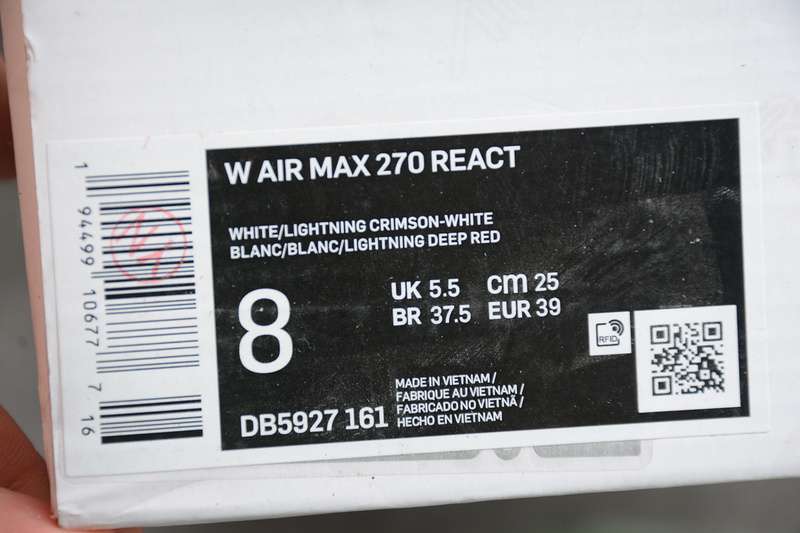 W AIR MAX 270 REACT
WHITE/LIGHTNING CRIMSON-WHITE
BLANC/BLANC/LIGHTNING DEEP RED
8
UK 5.5 CM 25
BR 37.5 EUR 39
RFID
DB5927 161
MADE IN VIETNAM /
FABRIQUE AU VIETNAM /
FABRICADO NO VIETNÃ /
HECHO EN VIETNAM
1 94499 10677 7 16